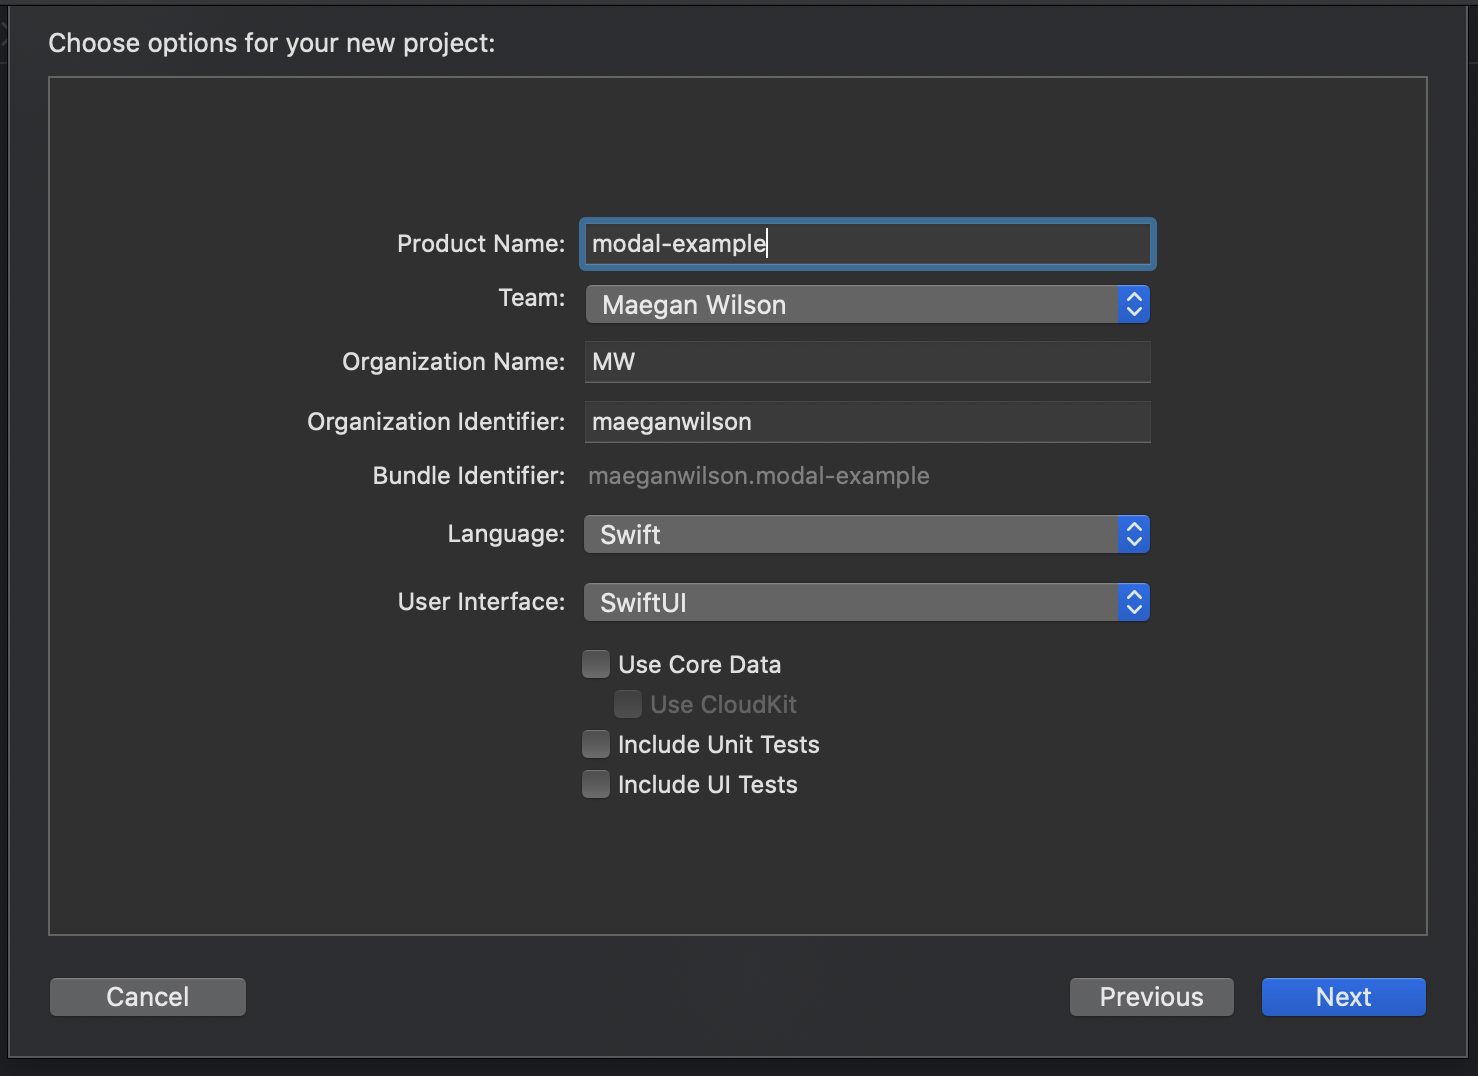 Choose options for your new project:
Product Name: modal-example
Team: Maegan Wilson
Organization Name: MW
Organization Identifier: maeganwilson
Bundle Identifier: maeganwilson.modal-example
Language: Swift
User Interface: SwiftUI
Use Core Data
Use CloudKit
Include Unit Tests
Include UI Tests
Cancel Previous Next